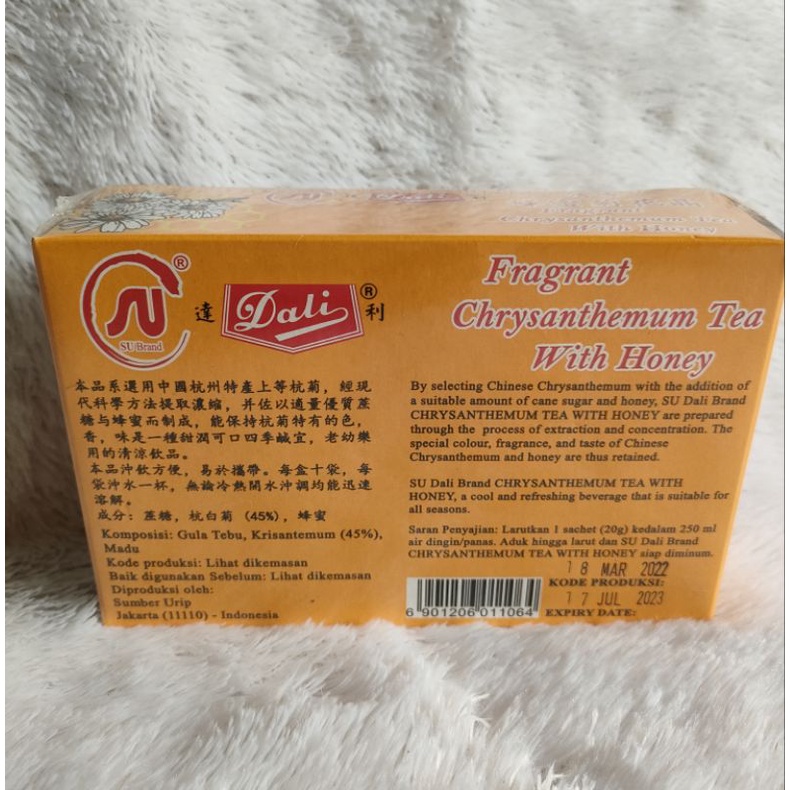 Dali
Chrysanthemum Tea
With Honey
SU Brand
®
達
Dali
®
利
Fragrant
Chrysanthemum Tea
With Honey
本品系選用中國杭州特產上等杭菊，經現
代科學方法提取濃縮，并佐以適量優質蔗
糖与蜂蜜而制成，能保持杭菊特有的色，
香，味是一種甜潤可口四季鹹宜，老幼樂
用的清涼飲品。
本品沖飲方便，易於攜帶。每盒十袋，每
袋沖水一杯，無論冷熱開水沖調均能迅速
溶解。
成分：蔗糖，杭白菊 (45%)，蜂蜜
Komposisi: Gula Tebu, Krisantemum (45%),
Madu
Kode produksi: Lihat dikemasan
Baik digunakan Sebelum: Lihat dikemasan
Diproduksi oleh:
Sumber Urip
Jakarta (11110) - Indonesia
By selecting Chinese Chrysanthemum with the addition of
a suitable amount of cane sugar and honey, SU Dali Brand
CHRYSANTHEMUM TEA WITH HONEY are prepared
through the process of extraction and concentration. The
special colour, fragrance, and taste of Chinese
Chrysanthemum and honey are thus retained.
SU Dali Brand CHRYSANTHEMUM TEA WITH
HONEY, a cool and refreshing beverage that is suitable for
all seasons.
Saran Penyajian: Larutkan 1 sachet (20g) kedalam 250 ml
air dingin/panas. Aduk hingga larut dan SU Dali Brand
CHRYSANTHEMUM TEA WITH HONEY siap diminum.
18 MAR 2022
KODE PRODUKSI:
17 JUL 2023
EXPIRY DATE:
6 901206 011064